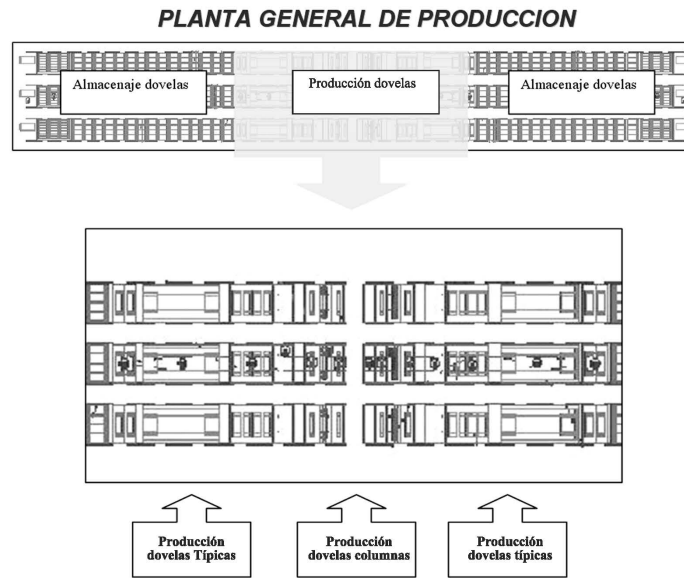 PLANTA GENERAL DE PRODUCCION
Almacenaje dovelas
Producción dovelas
Almacenaje dovelas
Producción
dovelas Típicas
Producción
dovelas columnas
Producción
dovelas típicas